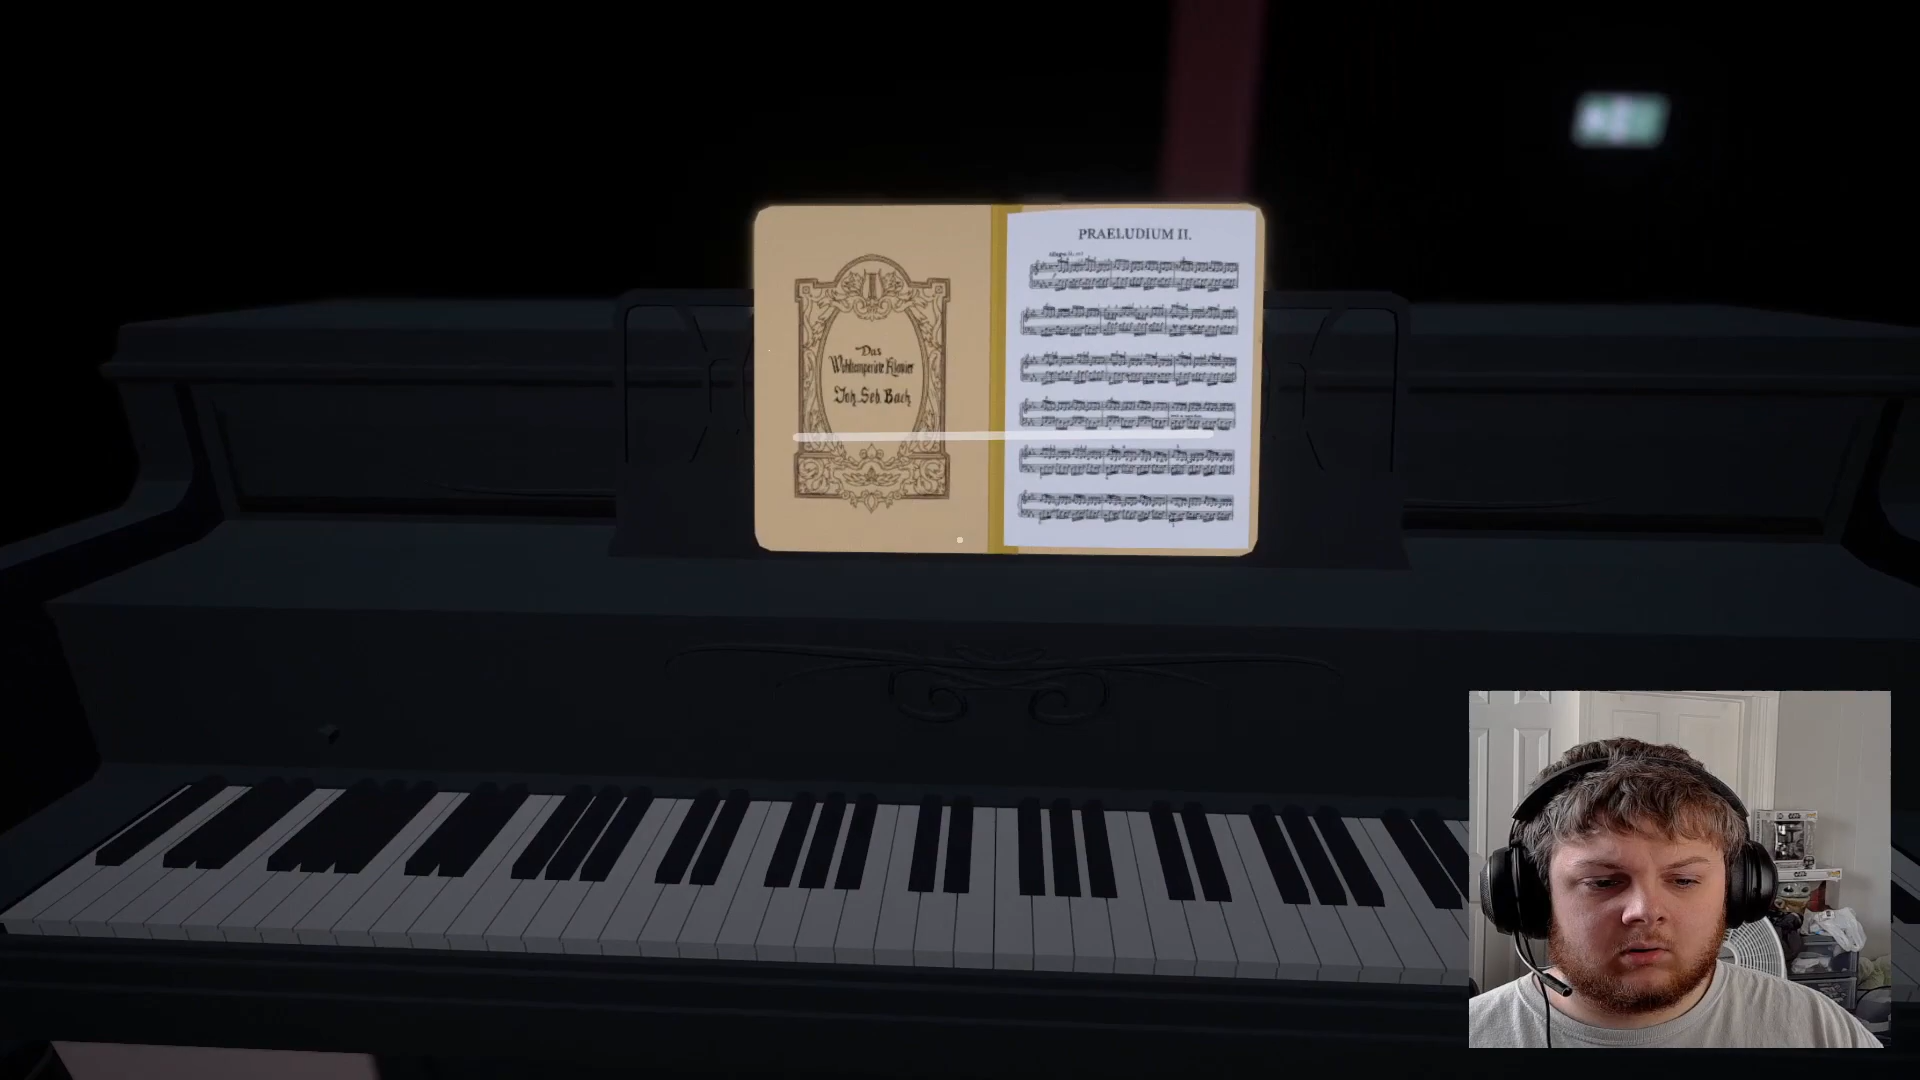 Das
Wohltemperirte Klavier
Joh. Seb. Bach
PRAELUDIUM II.